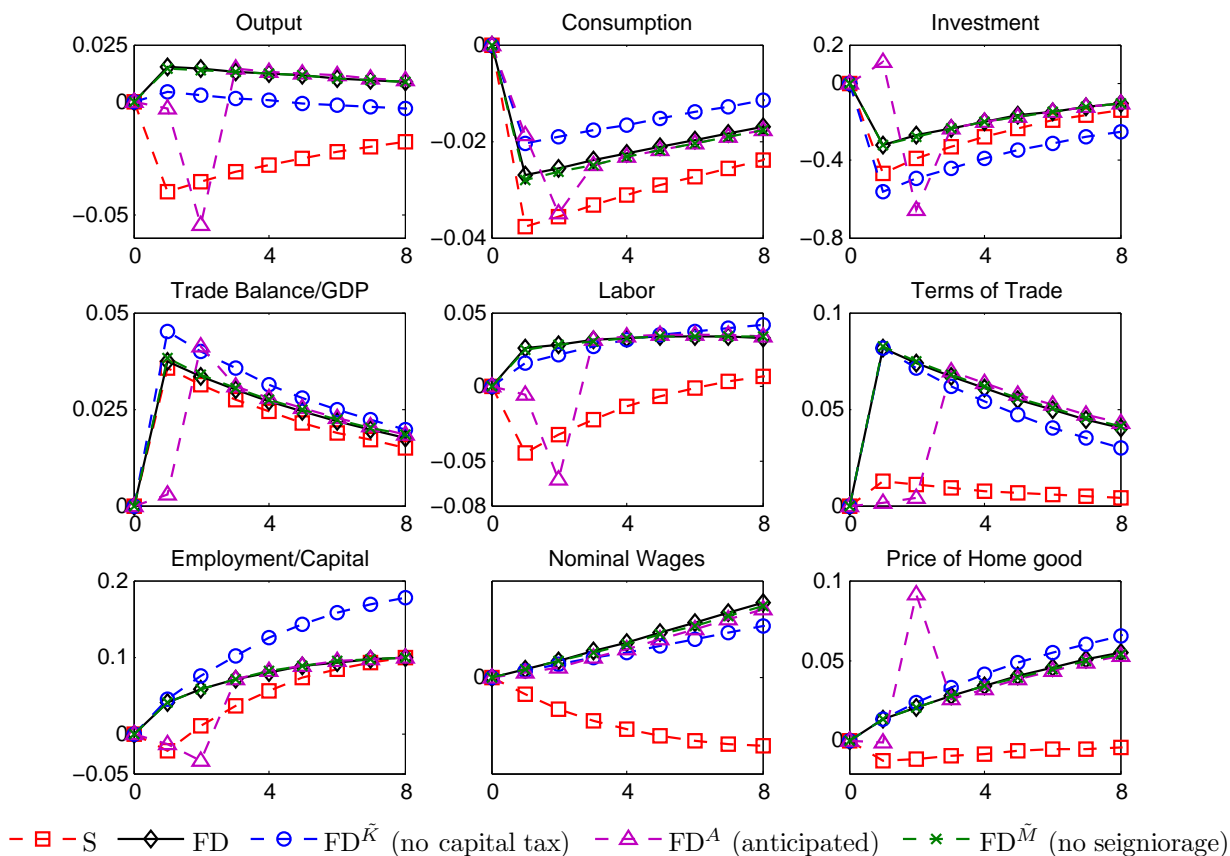 Output
Consumption
Investment
0.025
0
−0.05
0 4 8
0
−0.02
−0.04
0 4 8
0.2
0
−0.4
−0.8
0 4 8
Trade Balance/GDP
Labor
Terms of Trade
0.05
0.025
0
0 4 8
0.05
0
−0.05
−0.08
0 4 8
0.1
0.05
0
0 4 8
Employment/Capital
Nominal Wages
Price of Home good
0.2
0.1
0
−0.05
0 4 8
0
0 4 8
0.1
0.05
0
0 4 8
S FD FD^K̃ (no capital tax) FD^A (anticipated) FD^M̃ (no seigniorage)